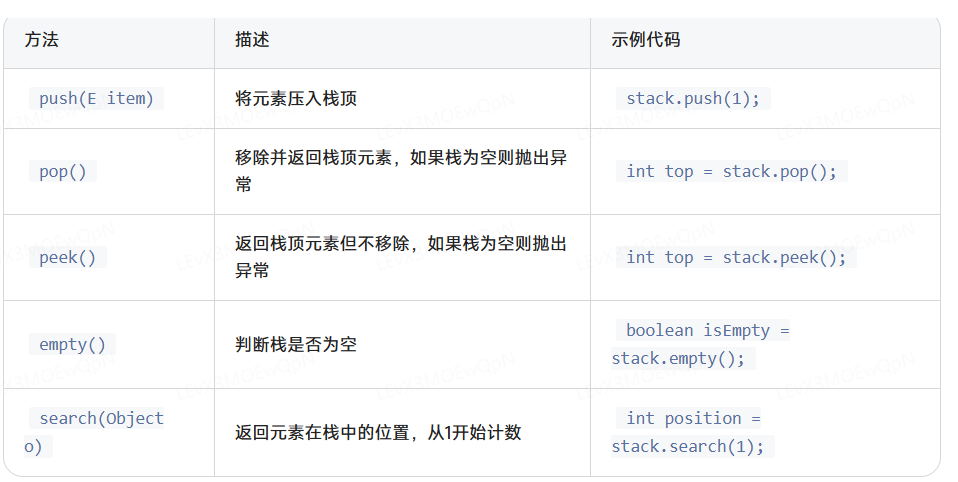 方法 描述 示例代码
push(E item) 将元素压入栈顶 stack.push(1);
pop() 移除并返回栈顶元素，如果栈为空则抛出异
常 int top = stack.pop();
peek() 返回栈顶元素但不移除，如果栈为空则抛出
异常 int top = stack.peek();
empty() 判断栈是否为空 boolean isEmpty =
stack.empty();
search(Object
o) 返回元素在栈中的位置，从1开始计数 int position =
stack.search(1);